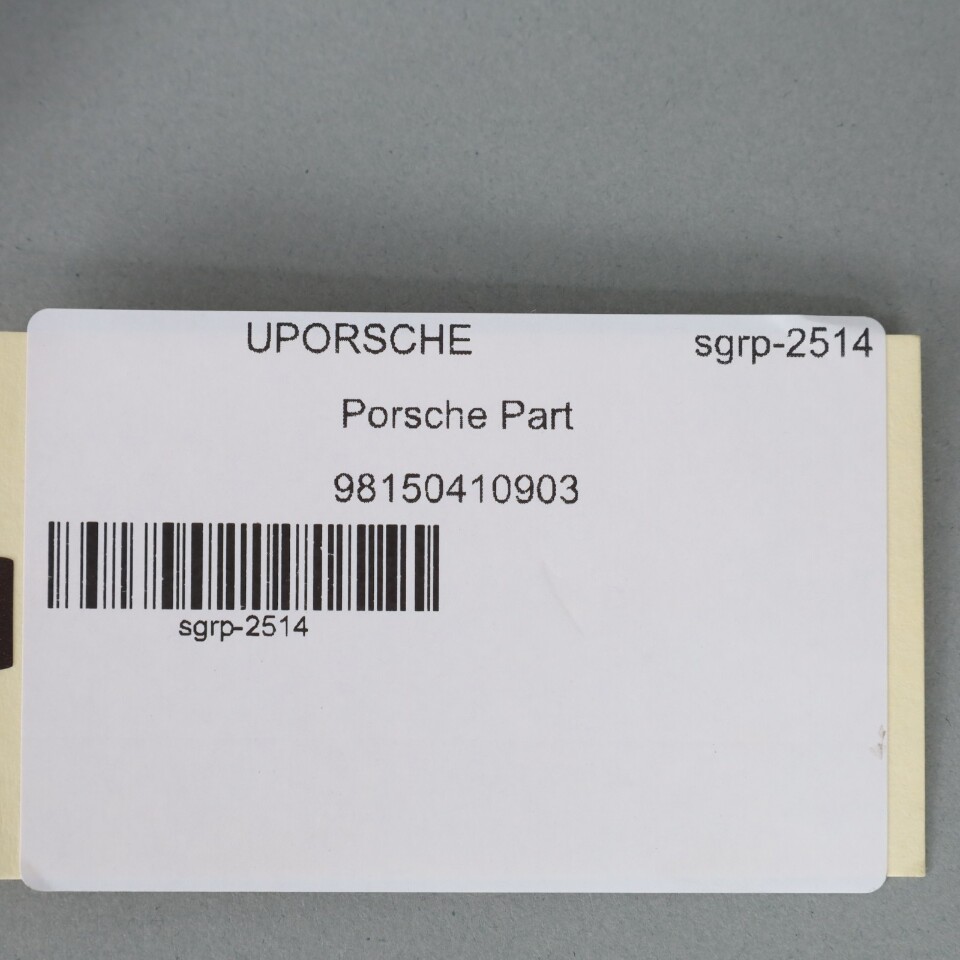 UPORSCHE sgrp-2514
Porsche Part
98150410903
sgrp-2514